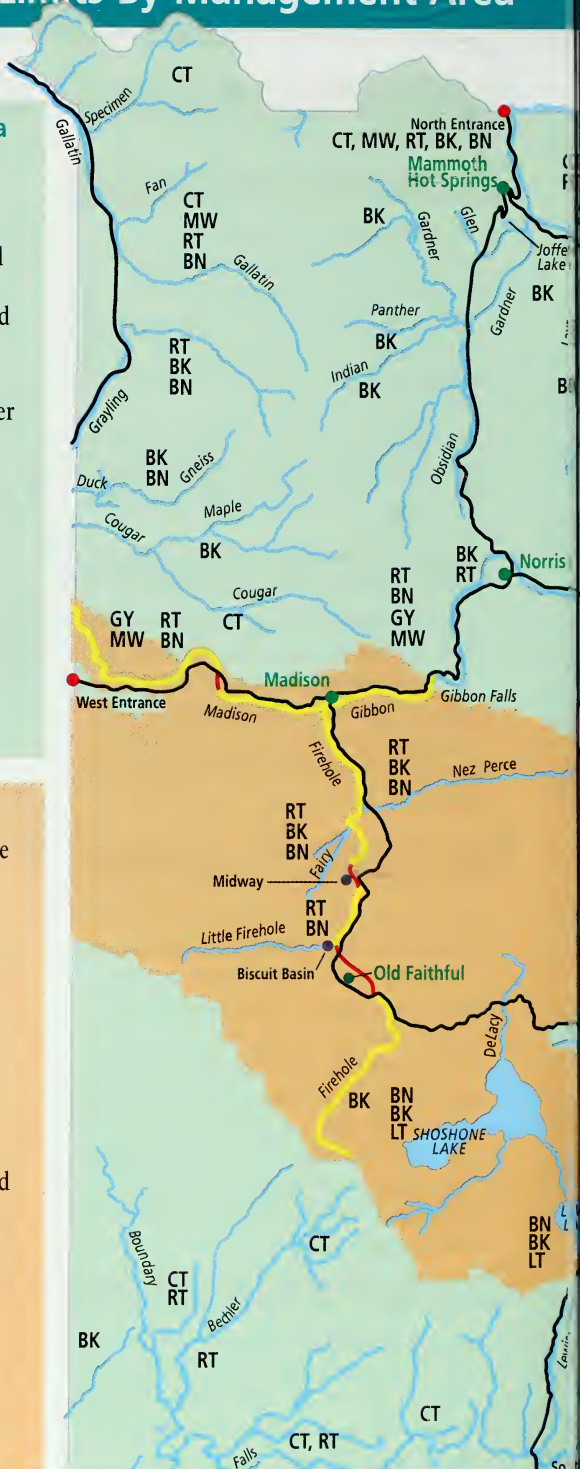 Limits By Management Area
CT
Specimen
Gallatin
North Entrance
CT, MW, RT, BK, BN
Mammoth
Hot Springs
Fan
CT
MW
RT
BN
Gallatin
BK
Gardner
Glen
Joffe
Lake
Gardner
BK
Panther
BK
Indian
BK
RT
BK
BN
Grayling
Obsidian
BK
BN
Gneiss
Duck
Maple
Cougar
BK
Cougar
CT
BK
RT
Norris
RT
BN
GY
MW
GY
MW
RT
BN
West Entrance
Madison
Madison
Gibbon
Gibbon Falls
Firehole
RT
BK
BN
Nez Perce
RT
BK
BN
Fairy
Midway
RT
BN
Little Firehole
Biscuit Basin
Old Faithful
DeLacy
Firehole
BK
BN
BK
LT
SHOSHONE
LAKE
BN
BK
LT
Boundary
CT
CT
RT
Bechler
BK
RT
CT
CT, RT
Falls